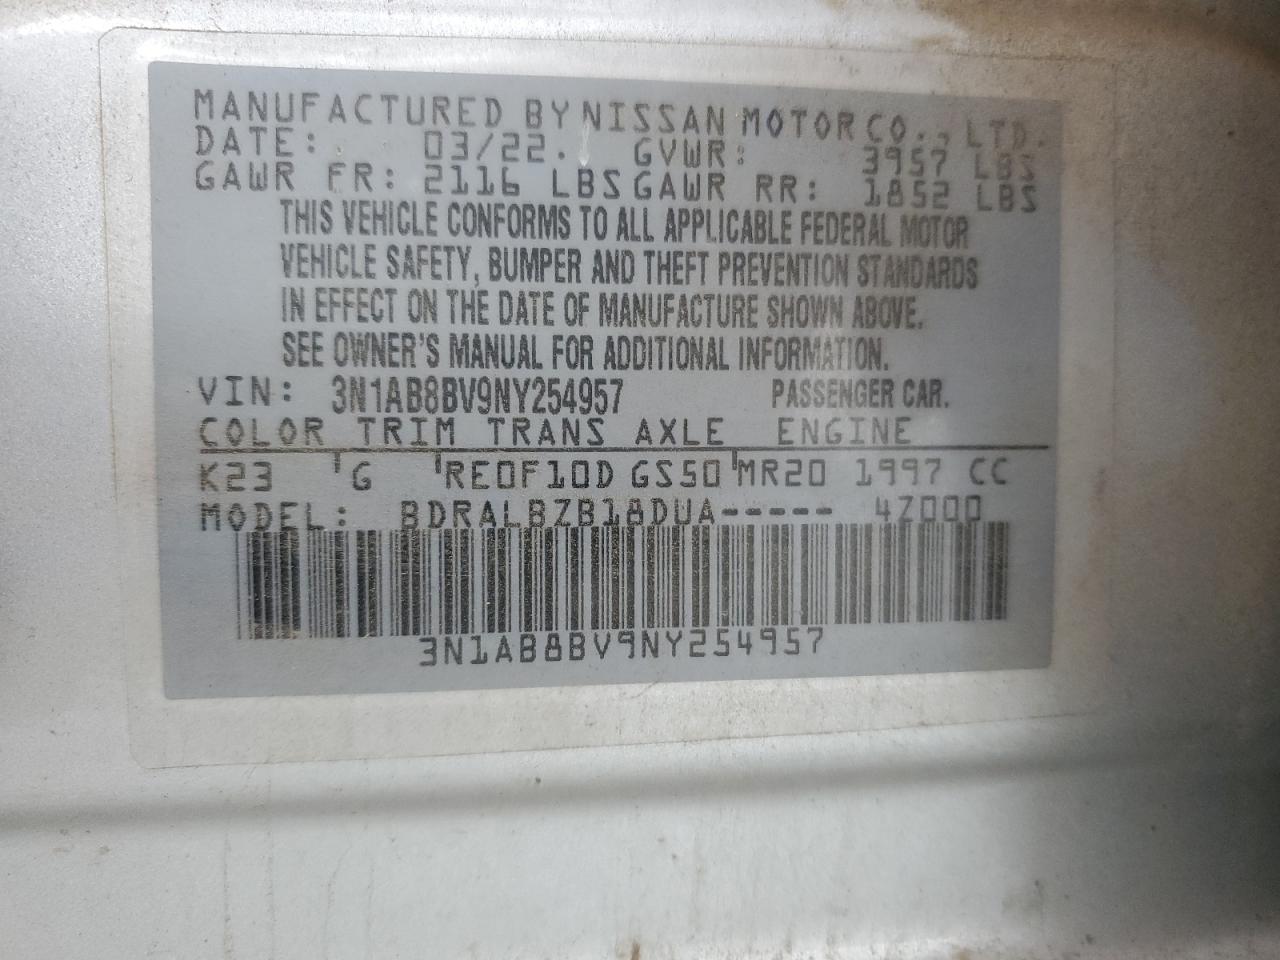 MANUFACTURED BY NISSAN MOTOR CO., LTD.
DATE: 03/22. GVWR: 3957 LBS
GAWR FR: 2116 LBS GAWR RR: 1852 LBS
THIS VEHICLE CONFORMS TO ALL APPLICABLE FEDERAL MOTOR
VEHICLE SAFETY, BUMPER AND THEFT PREVENTION STANDARDS
IN EFFECT ON THE DATE OF MANUFACTURE SHOWN ABOVE.
SEE OWNER'S MANUAL FOR ADDITIONAL INFORMATION.
VIN: 3N1AB8BV9NY254957 PASSENGER CAR.
COLOR TRIM TRANS AXLE ENGINE
K23 G RE0F10D GS50 MR20 1997 CC
MODEL: BDRALBZB18DUA----- 4Z000
3N1AB8BV9NY254957